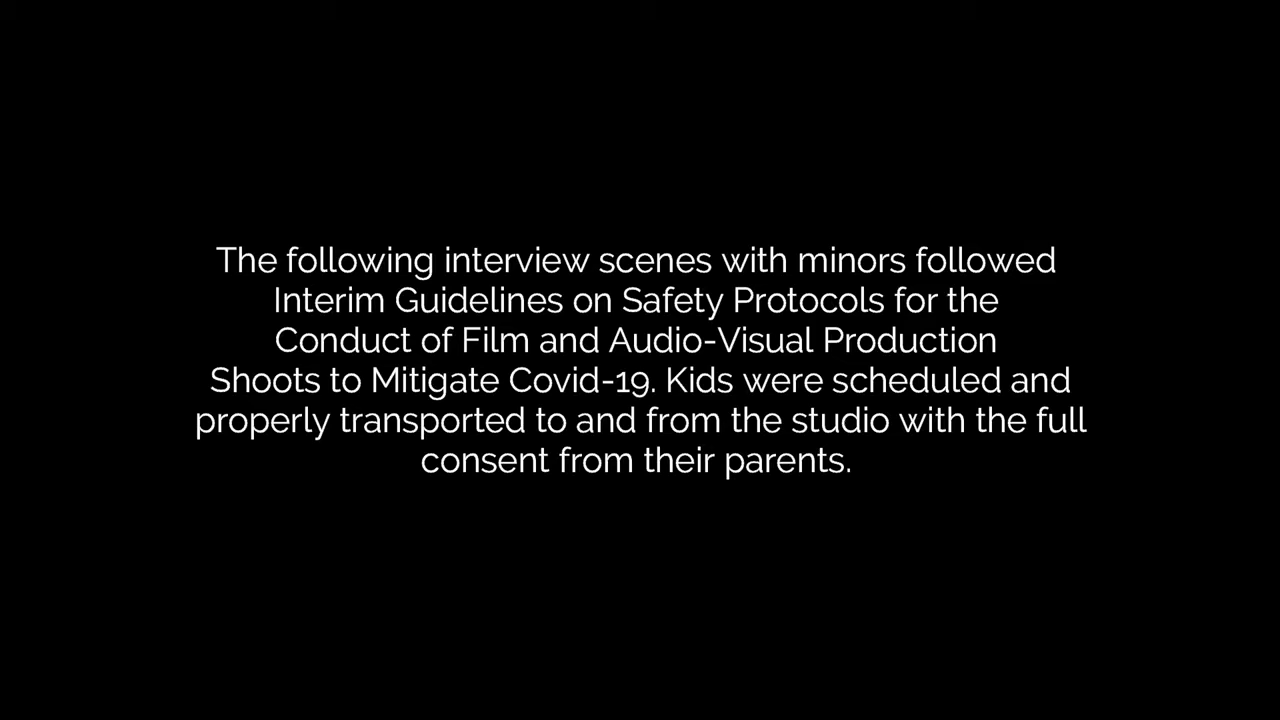 The following interview scenes with minors followed
Interim Guidelines on Safety Protocols for the
Conduct of Film and Audio-Visual Production
Shoots to Mitigate Covid-19. Kids were scheduled and
properly transported to and from the studio with the full
consent from their parents.